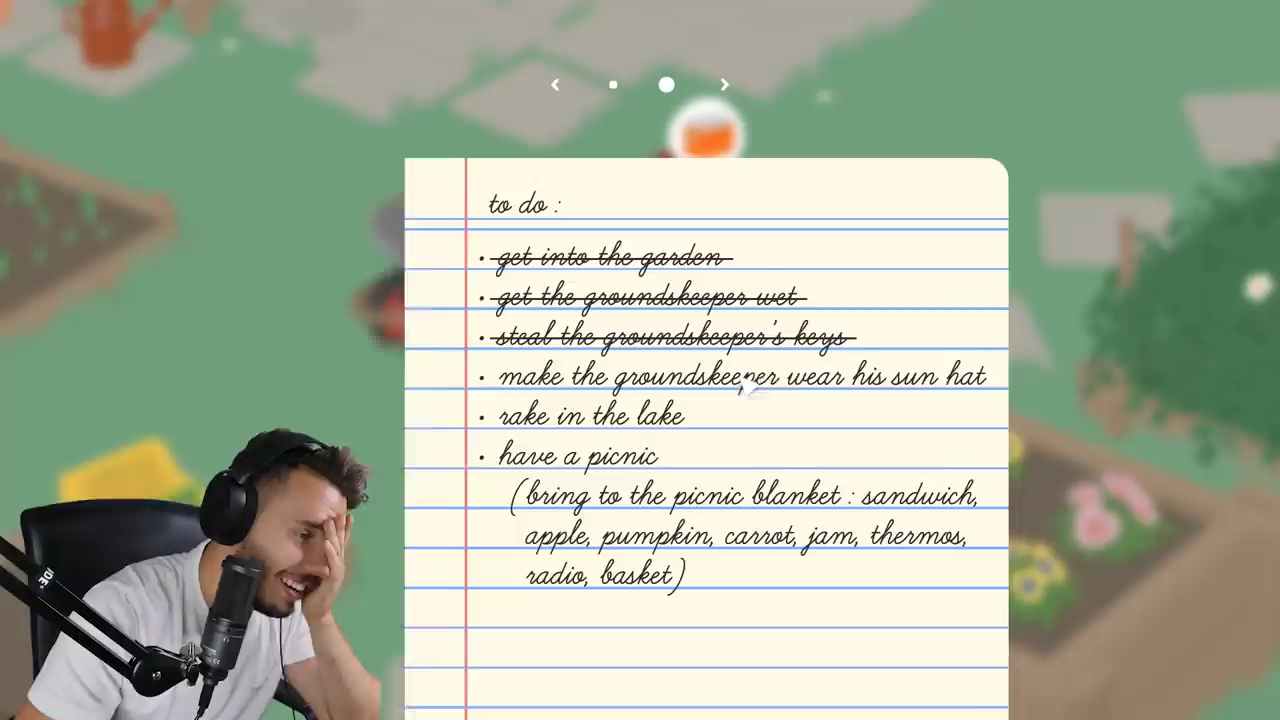 to do :
• get into the garden
• get the groundskeeper wet
• steal the groundskeeper's keys
• make the groundskeeper wear his sun hat
• rake in the lake
• have a picnic
(bring to the picnic blanket : sandwich,
apple, pumpkin, carrot, jam, thermos,
radio, basket)